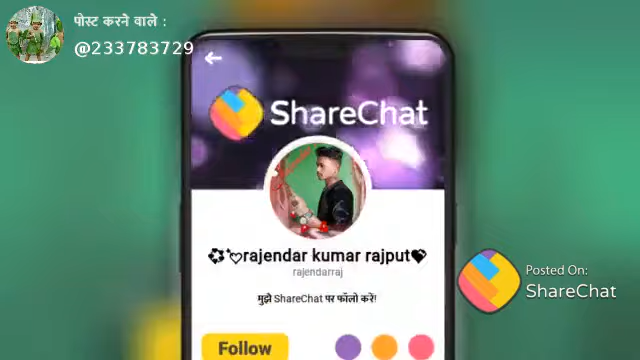 पोस्ट करने वाले :
@233783729
ShareChat
rajendar kumar rajput
rajendarraj
मुझे ShareChat पर फॉलो करें!
Posted On:
ShareChat
Follow